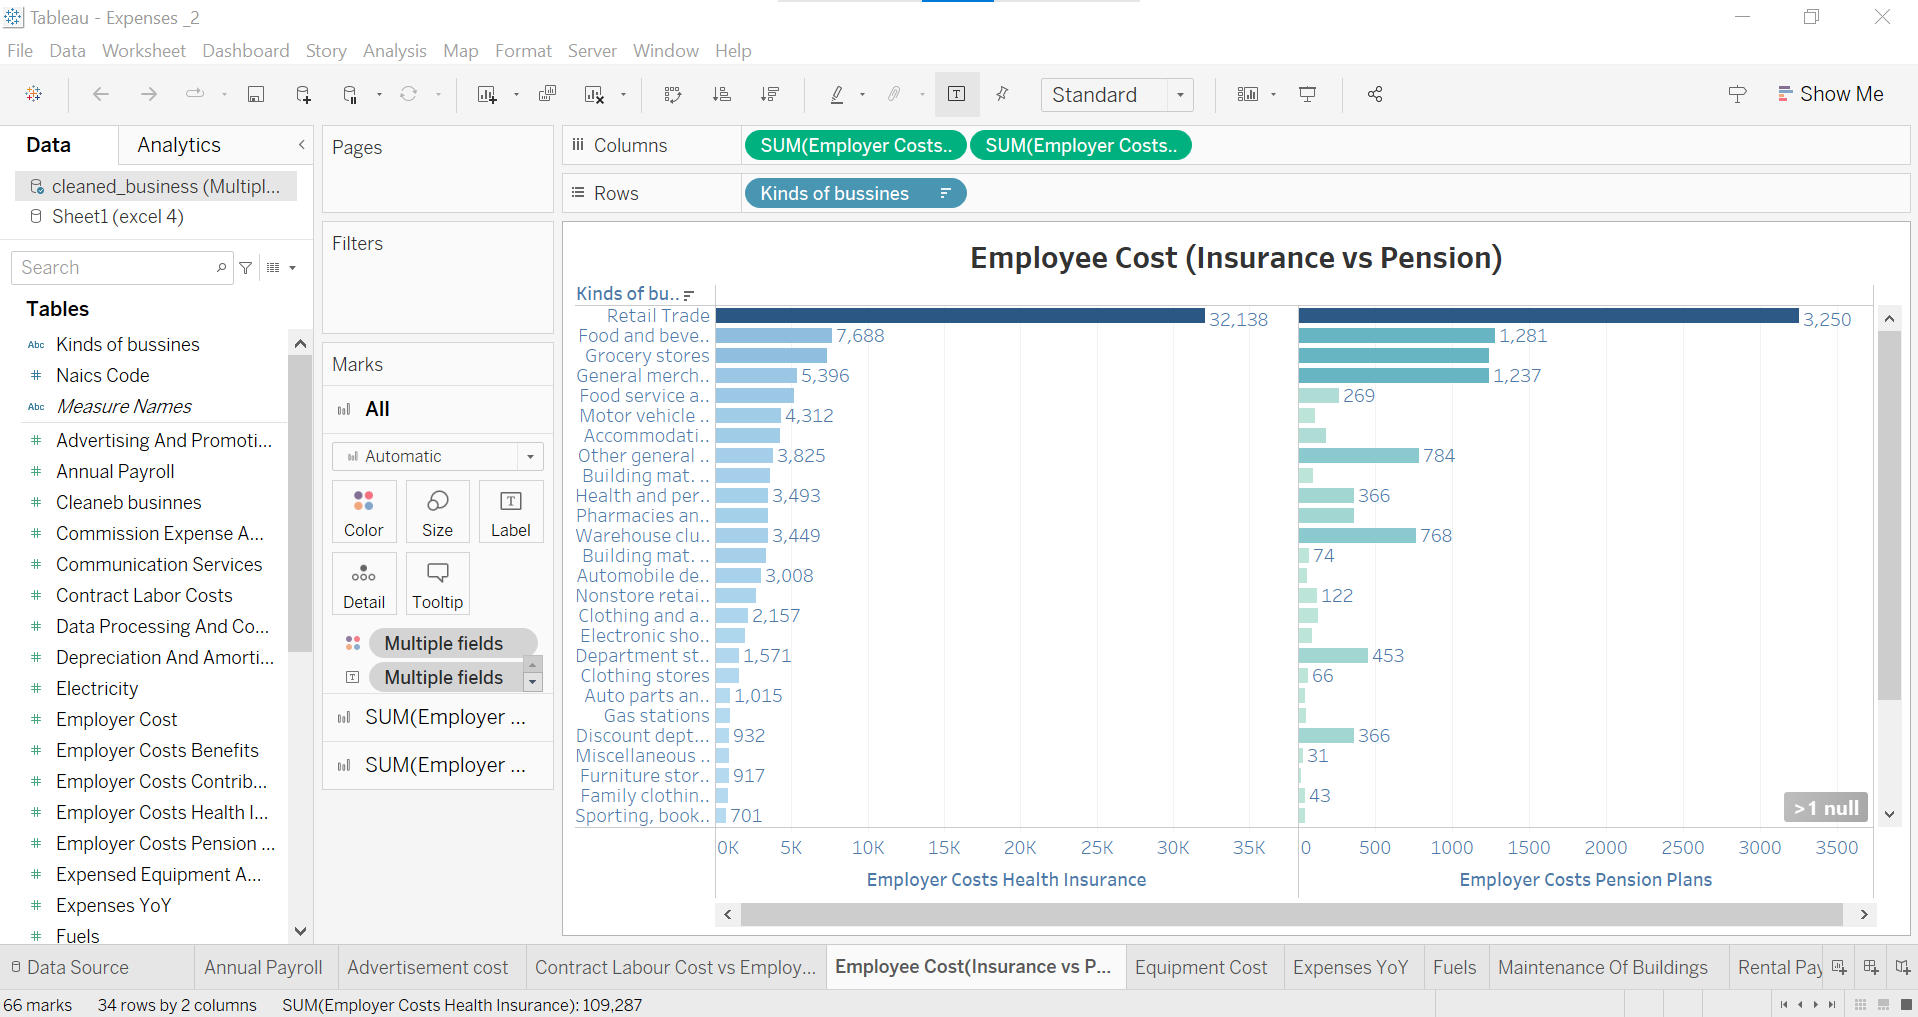 Tableau - Expenses _2
File Data Worksheet Dashboard Story Analysis Map Format Server Window Help
Standard
Show Me
Data
Analytics
cleaned_business (Multipl...
Sheet1 (excel 4)
Search
Tables
Abc Kinds of bussines
# Naics Code
Abc Measure Names
# Advertising And Promoti...
# Annual Payroll
# Cleaneb businnes
# Commission Expense A...
# Communication Services
# Contract Labor Costs
# Data Processing And Co...
# Depreciation And Amorti...
# Electricity
# Employer Cost
# Employer Costs Benefits
# Employer Costs Contrib...
# Employer Costs Health I...
# Employer Costs Pension ...
# Expensed Equipment A...
# Expenses YoY
# Fuels
Pages
Filters
Marks
All
Automatic
Color
Size
Label
Detail
Tooltip
Multiple fields
Multiple fields
SUM(Employer ...
SUM(Employer ...
Columns
SUM(Employer Costs..
SUM(Employer Costs..
Rows
Kinds of bussines
Employee Cost (Insurance vs Pension)
Kinds of bu..
Retail Trade 32,138 3,250
Food and beve.. 7,688 1,281
Grocery stores
General merch.. 5,396 1,237
Food service a.. 269
Motor vehicle .. 4,312
Accommodati..
Other general .. 3,825 784
Building mat. ..
Health and per.. 3,493 366
Pharmacies an..
Warehouse clu.. 3,449 768
Building mat. .. 74
Automobile de.. 3,008
Nonstore retai.. 122
Clothing and a.. 2,157
Electronic sho..
Department st.. 1,571 453
Clothing stores 66
Auto parts an.. 1,015
Gas stations
Discount dept... 932 366
Miscellaneous .. 31
Furniture stor.. 917
Family clothin.. 43
Sporting, book.. 701
>1 null
0K 5K 10K 15K 20K 25K 30K 35K 0 500 1000 1500 2000 2500 3000 3500
Employer Costs Health Insurance
Employer Costs Pension Plans
Data Source
Annual Payroll
Advertisement cost
Contract Labour Cost vs Employ...
Employee Cost(Insurance vs P...
Equipment Cost
Expenses YoY
Fuels
Maintenance Of Buildings
Rental Pay
66 marks 34 rows by 2 columns SUM(Employer Costs Health Insurance): 109,287